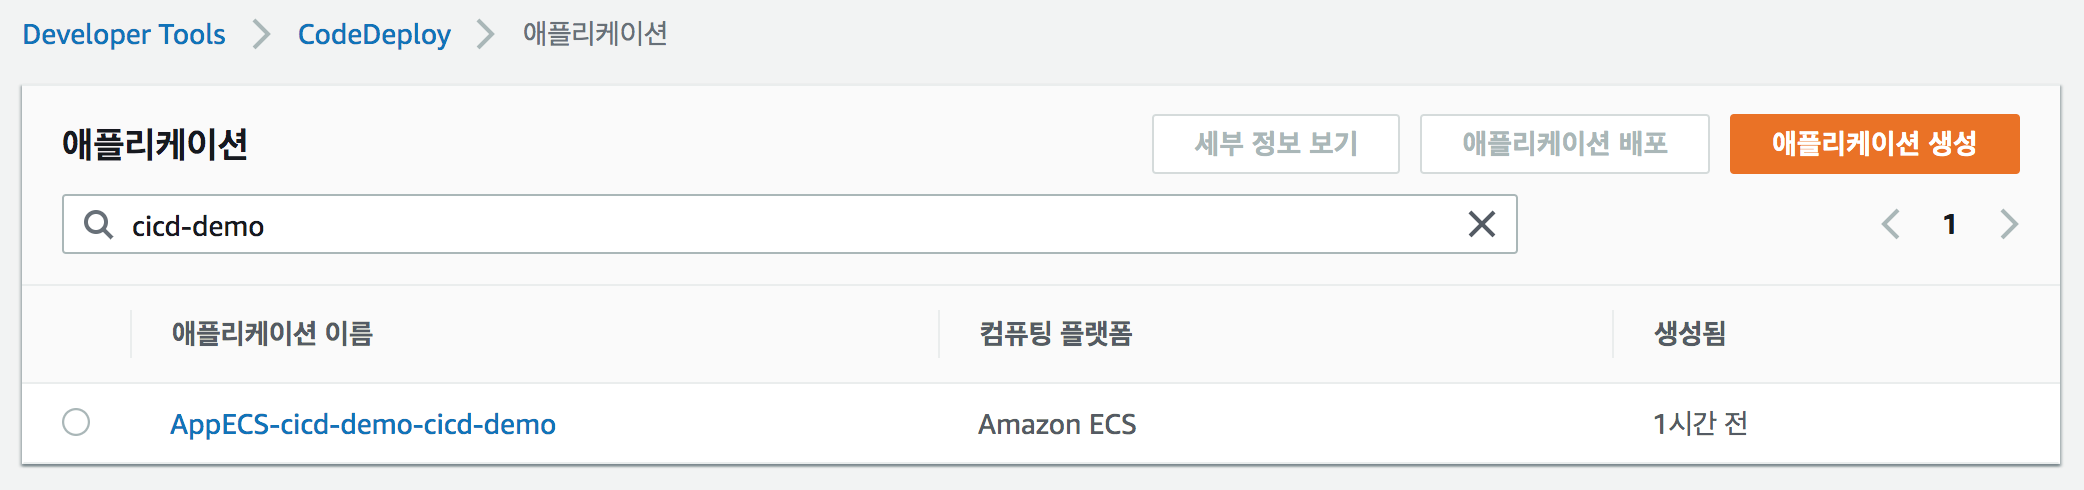 Developer Tools > CodeDeploy > 애플리케이션
애플리케이션 세부 정보 보기 애플리케이션 배포 애플리케이션 생성
cicd-demo 1
애플리케이션 이름 컴퓨팅 플랫폼 생성됨
AppECS-cicd-demo-cicd-demo Amazon ECS 1시간 전